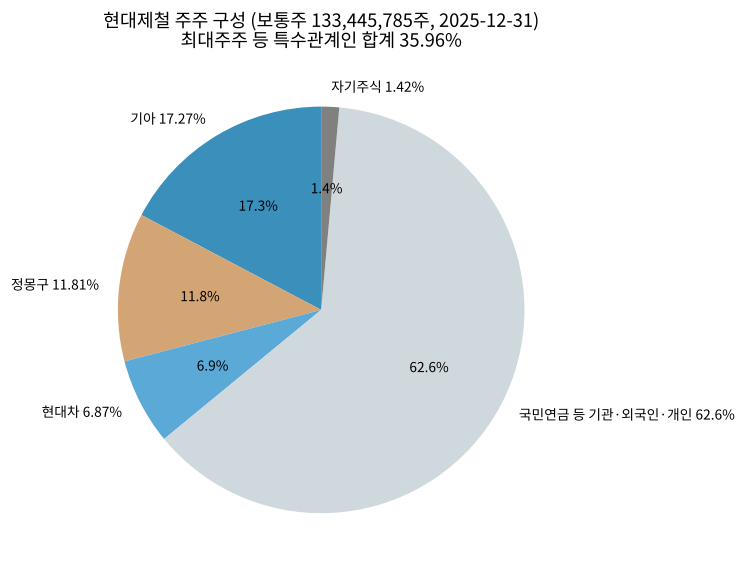 현대제철 주주 구성 (보통주 133,445,785주, 2025-12-31)
최대주주 등 특수관계인 합계 35.96%
자기주식 1.42%
기아 17.27%
1.4%
17.3%
정몽구 11.81%
11.8%
6.9%
62.6%
현대차 6.87%
국민연금 등 기관·외국인·개인 62.6%